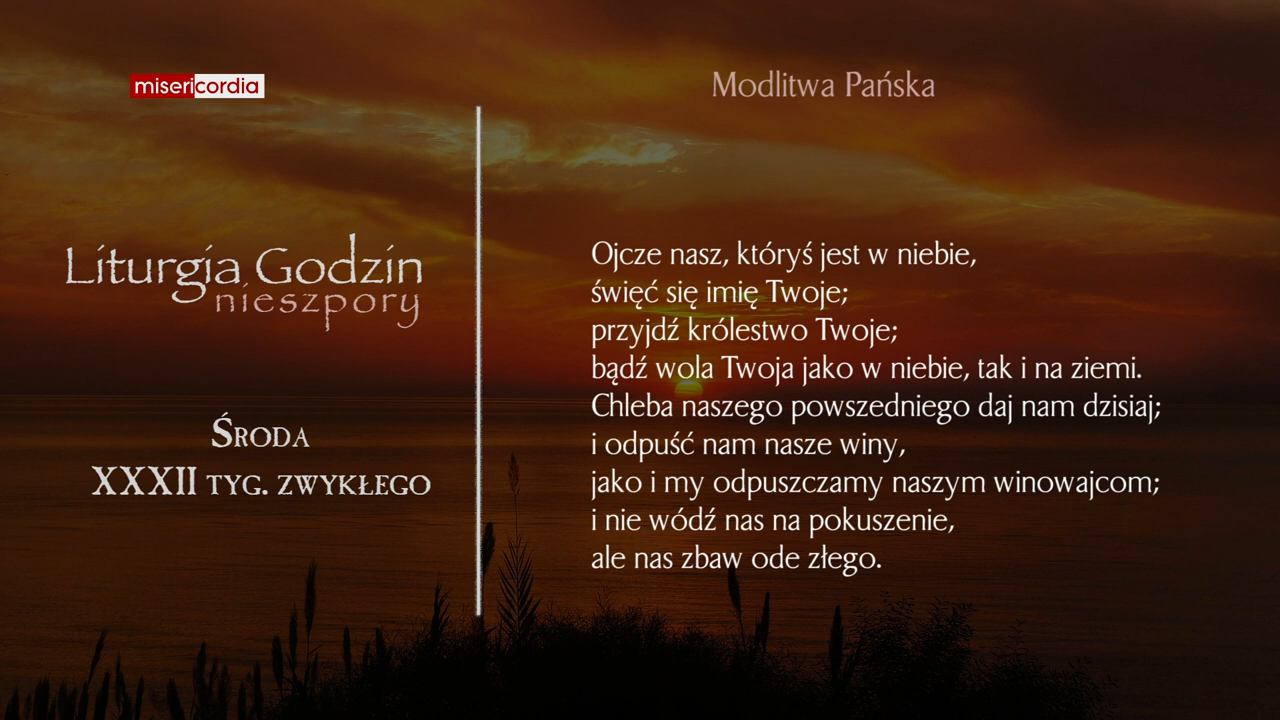 misericordia
Liturgia Godzin
nieszpory
Środa
XXXII tyg. zwykłego
Modlitwa Pańska
Ojcze nasz, któryś jest w niebie,
święć się imię Twoje;
przyjdź królestwo Twoje;
bądź wola Twoja jako w niebie, tak i na ziemi.
Chleba naszego powszedniego daj nam dzisiaj;
i odpuść nam nasze winy,
jako i my odpuszczamy naszym winowajcom;
i nie wódź nas na pokuszenie,
ale nas zbaw ode złego.